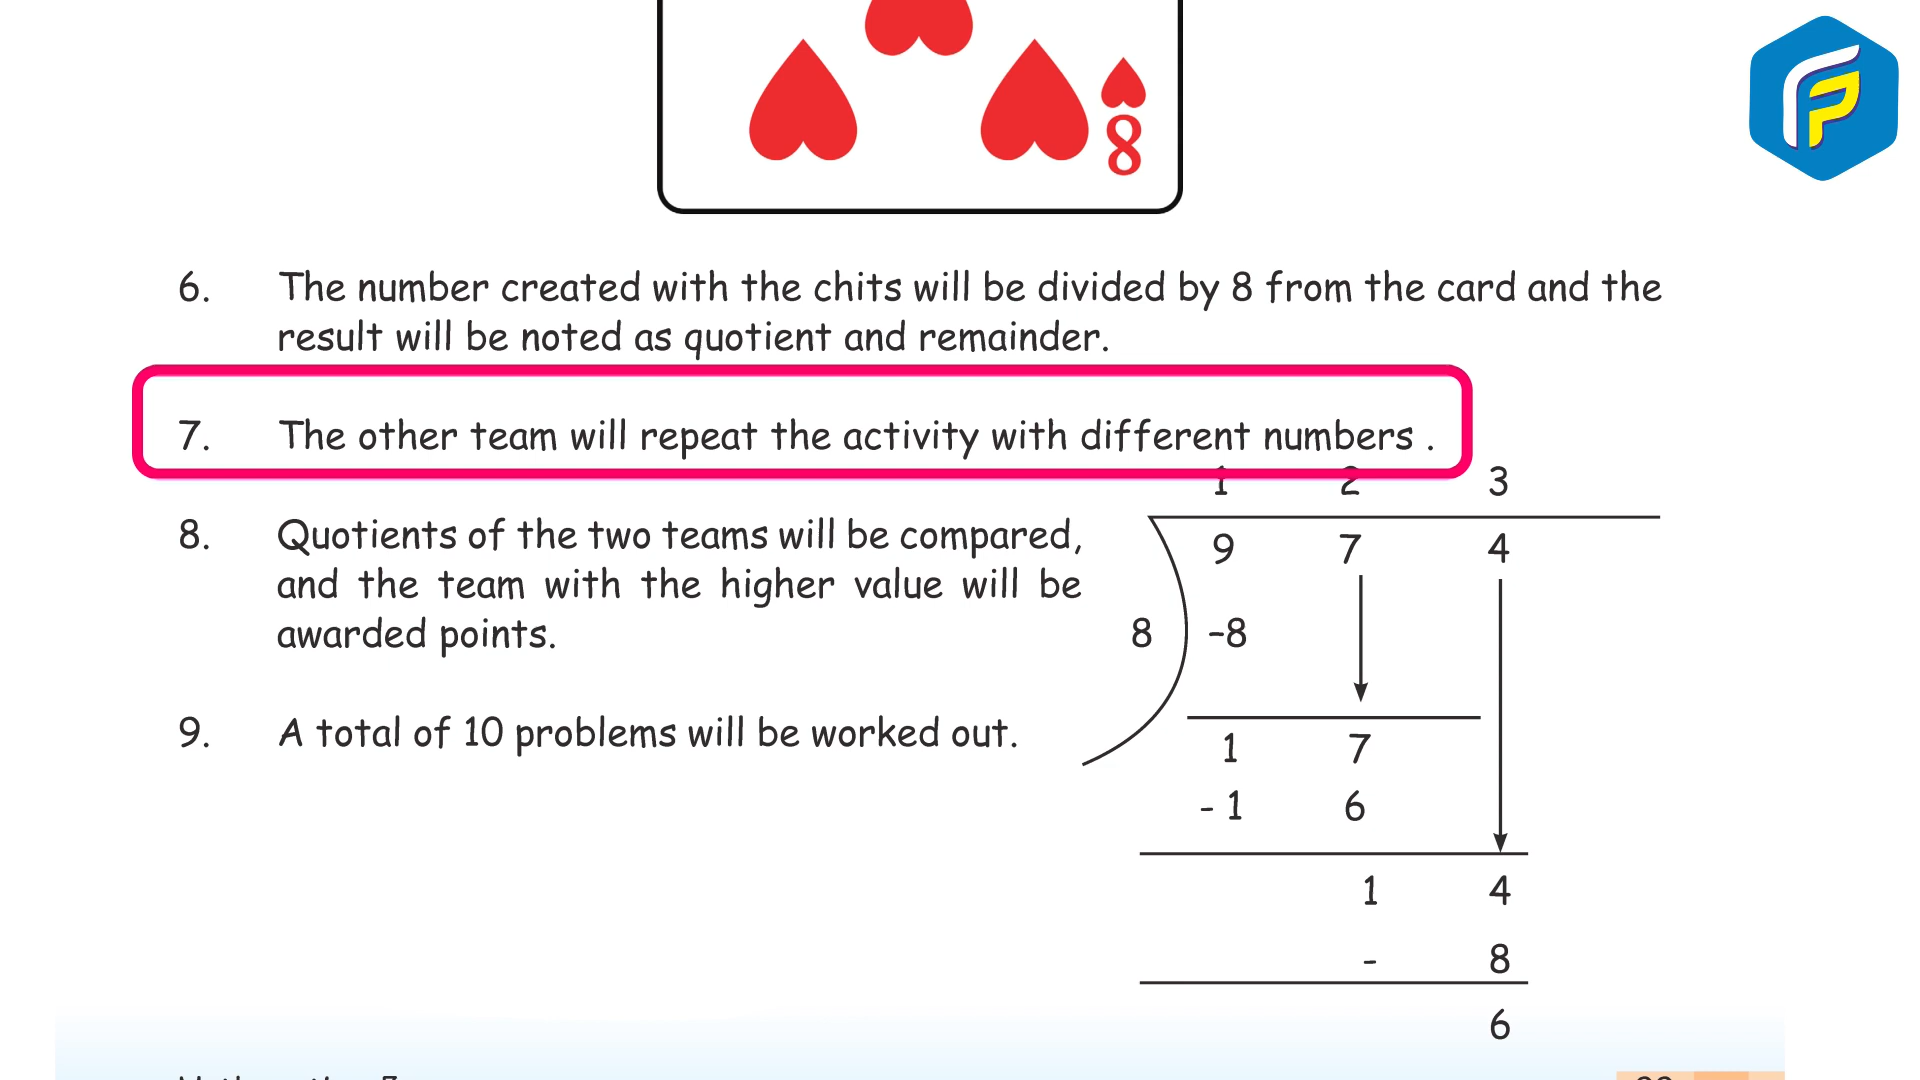 8
6. The number created with the chits will be divided by 8 from the card and the
result will be noted as quotient and remainder.
7. The other team will repeat the activity with different numbers .
8. Quotients of the two teams will be compared,
and the team with the higher value will be
awarded points.
9. A total of 10 problems will be worked out.
1 2 3
9 7 4
8 -8
1 7
- 1 6
1 4
- 8
6